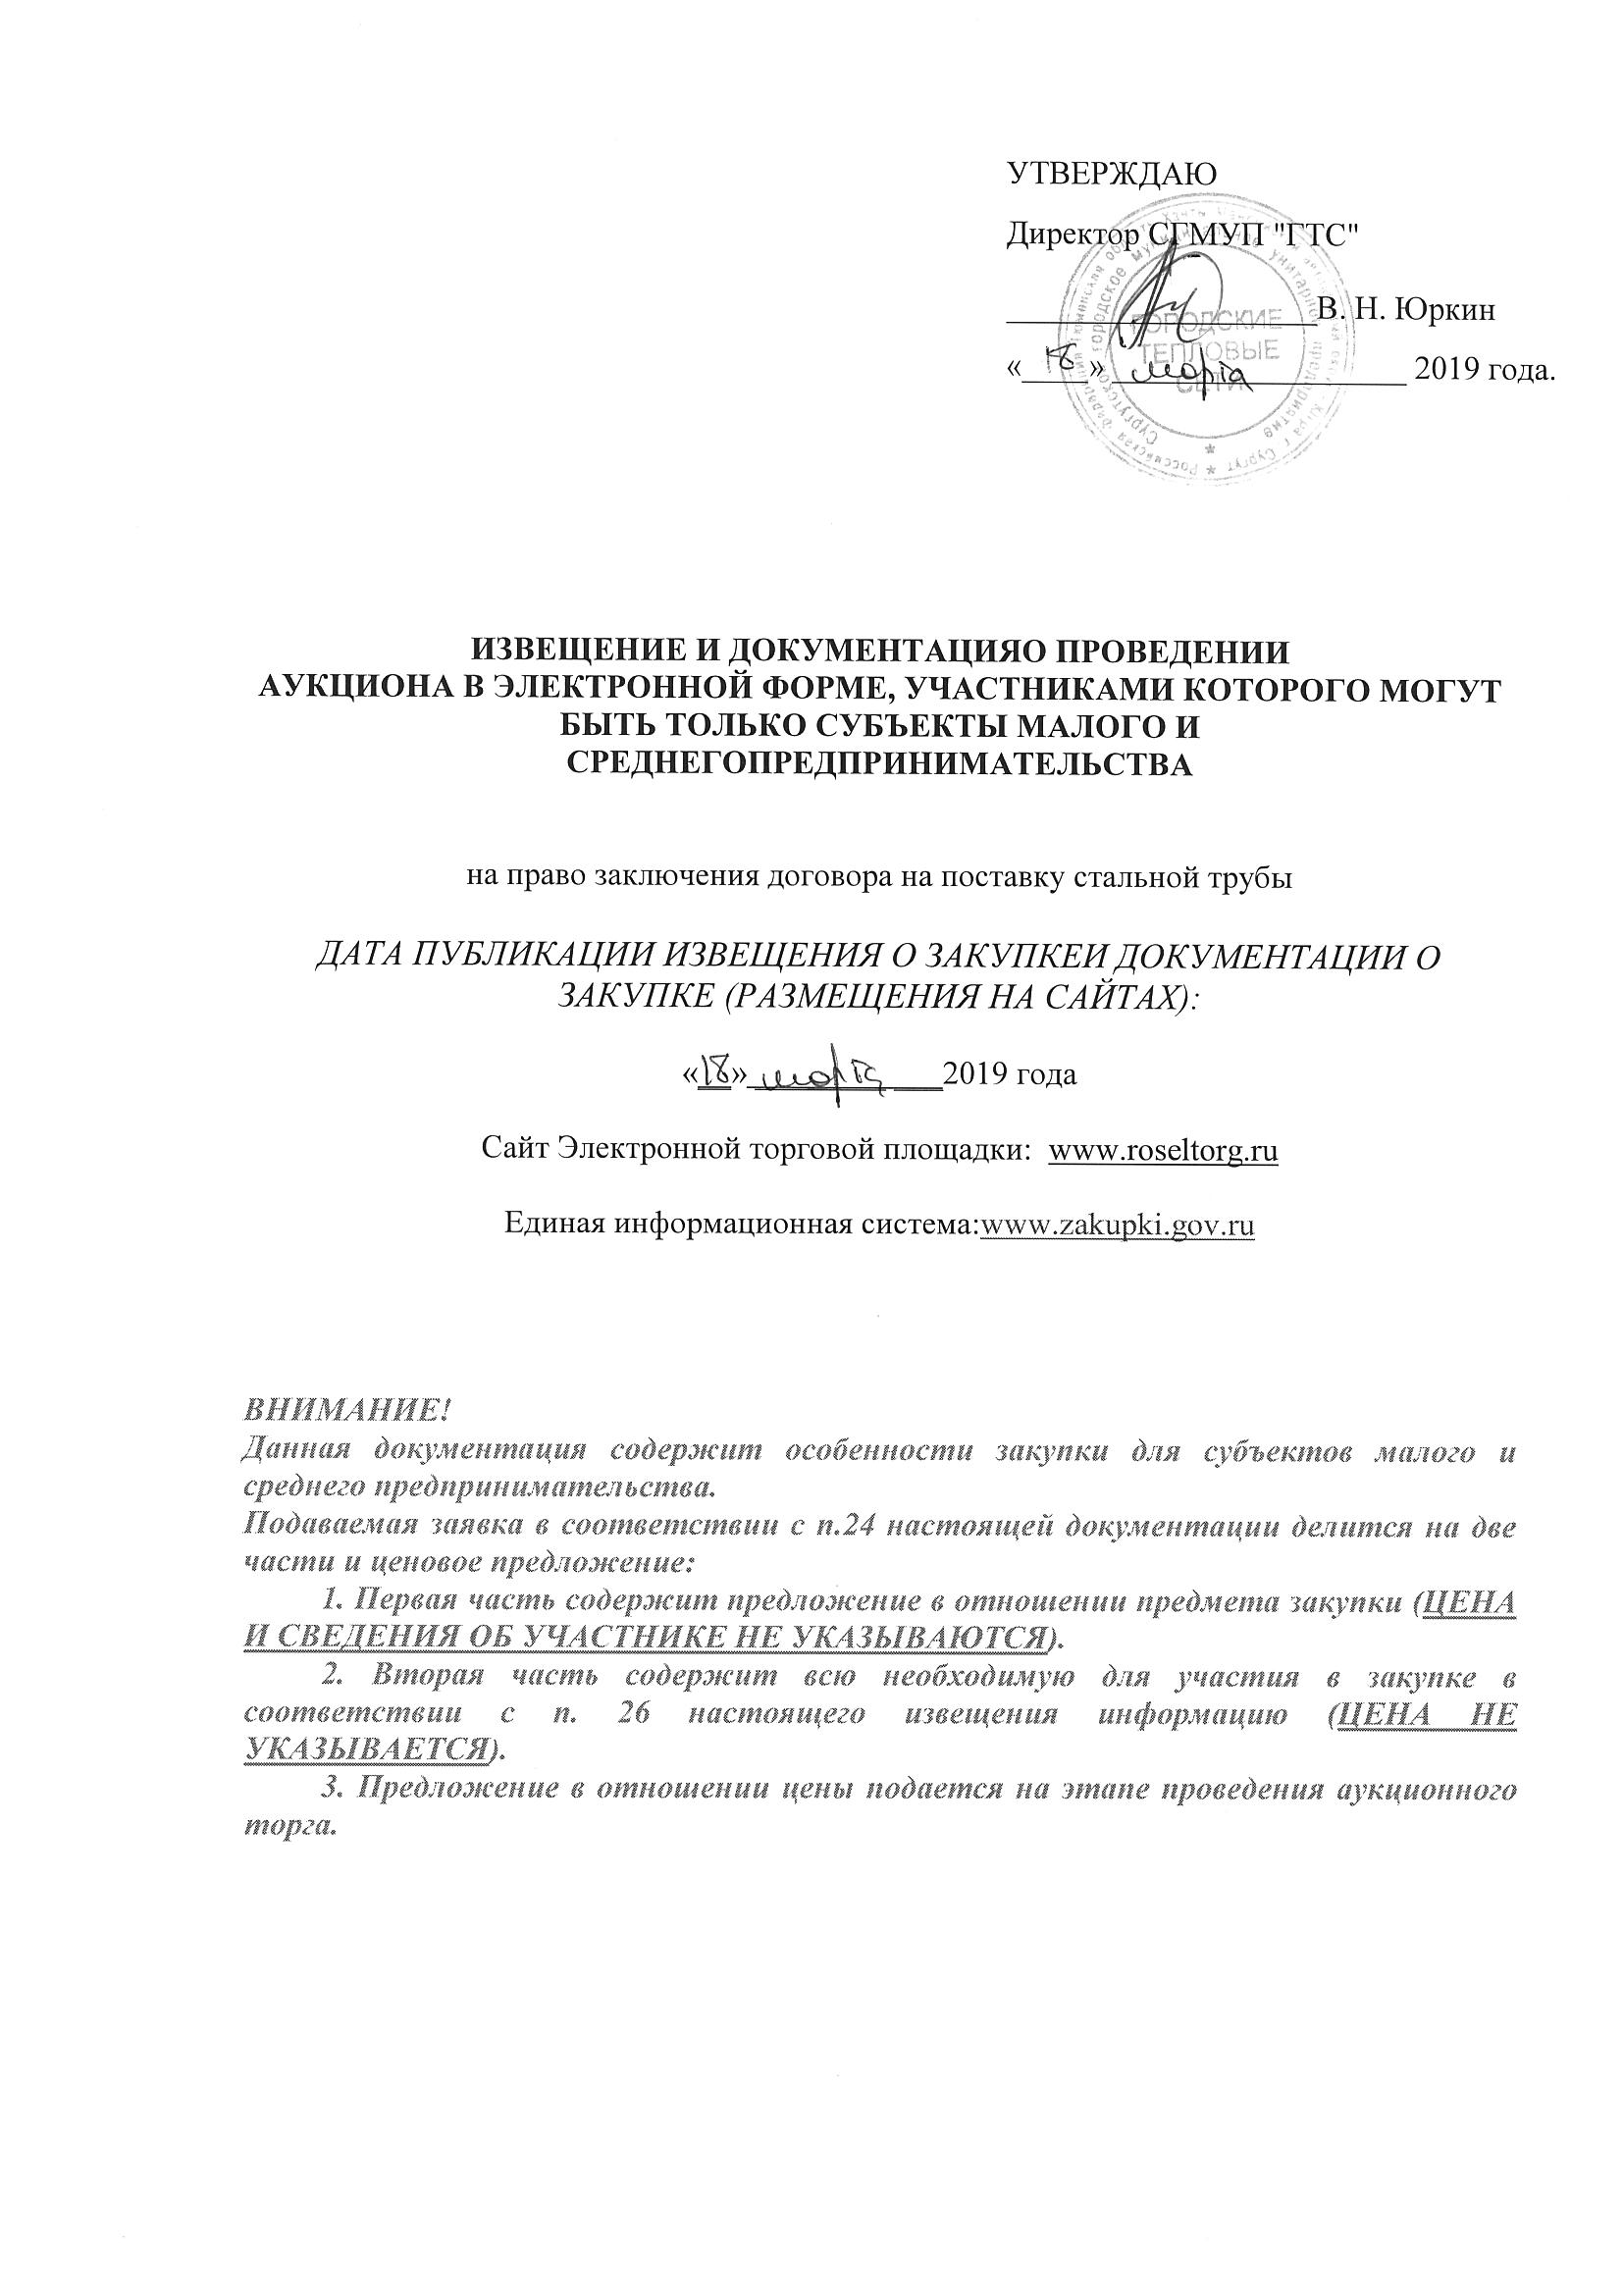 УТВЕРЖДАЮ
Директор СГМУП "ГТС"
В. Н. Юркин
« 18 » марта 2019 года.
ГОРОДСКИЕ
ТЕПЛОВЫЕ
СЕТИ
ИЗВЕЩЕНИЕ И ДОКУМЕНТАЦИЯО ПРОВЕДЕНИИ
АУКЦИОНА В ЭЛЕКТРОННОЙ ФОРМЕ, УЧАСТНИКАМИ КОТОРОГО МОГУТ
БЫТЬ ТОЛЬКО СУБЪЕКТЫ МАЛОГО И
СРЕДНЕГОПРЕДПРИНИМАТЕЛЬСТВА
на право заключения договора на поставку стальной трубы
ДАТА ПУБЛИКАЦИИ ИЗВЕЩЕНИЯ О ЗАКУПКЕИ ДОКУМЕНТАЦИИ О
ЗАКУПКЕ (РАЗМЕЩЕНИЯ НА САЙТАХ):
«18» марта 2019 года
Сайт Электронной торговой площадки: www.roseltorg.ru
Единая информационная система:www.zakupki.gov.ru
ВНИМАНИЕ!
Данная документация содержит особенности закупки для субъектов малого и
среднего предпринимательства.
Подаваемая заявка в соответствии с п.24 настоящей документации делится на две
части и ценовое предложение:
1. Первая часть содержит предложение в отношении предмета закупки (ЦЕНА
И СВЕДЕНИЯ ОБ УЧАСТНИКЕ НЕ УКАЗЫВАЮТСЯ).
2. Вторая часть содержит всю необходимую для участия в закупке в
соответствии с п. 26 настоящего извещения информацию (ЦЕНА НЕ
УКАЗЫВАЕТСЯ).
3. Предложение в отношении цены подается на этапе проведения аукционного
торга.